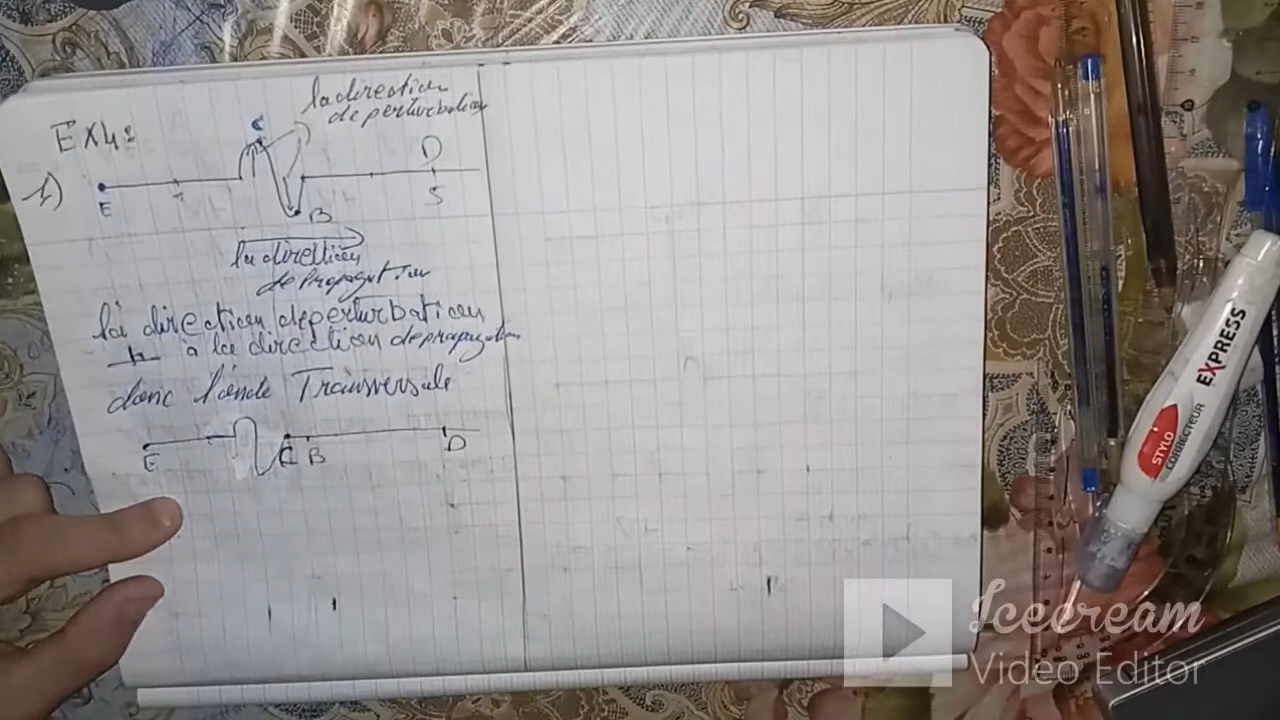 la direction
de perturbation
EX4:
C
1)
D
E
S
B
la direction
de Propagation
la direction de perturbation
à la direction de propagation
donc l'onde Transversale
E
C B
D
EXPRESS
STYLO
CORRECTEUR
Icecream
Video Editor